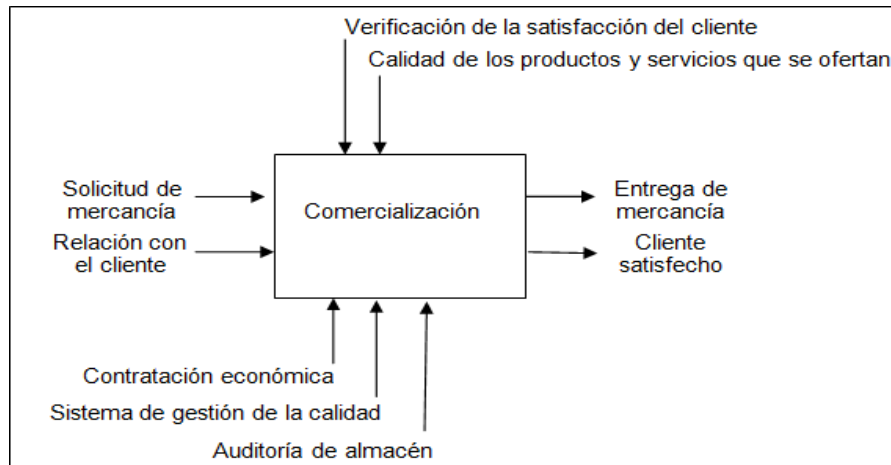 Verificación de la satisfacción del cliente
Calidad de los productos y servicios que se ofertan
Solicitud de
mercancía
Relación con
el cliente
Comercialización
Entrega de
mercancía
Cliente
satisfecho
Contratación económica
Sistema de gestión de la calidad
Auditoría de almacén